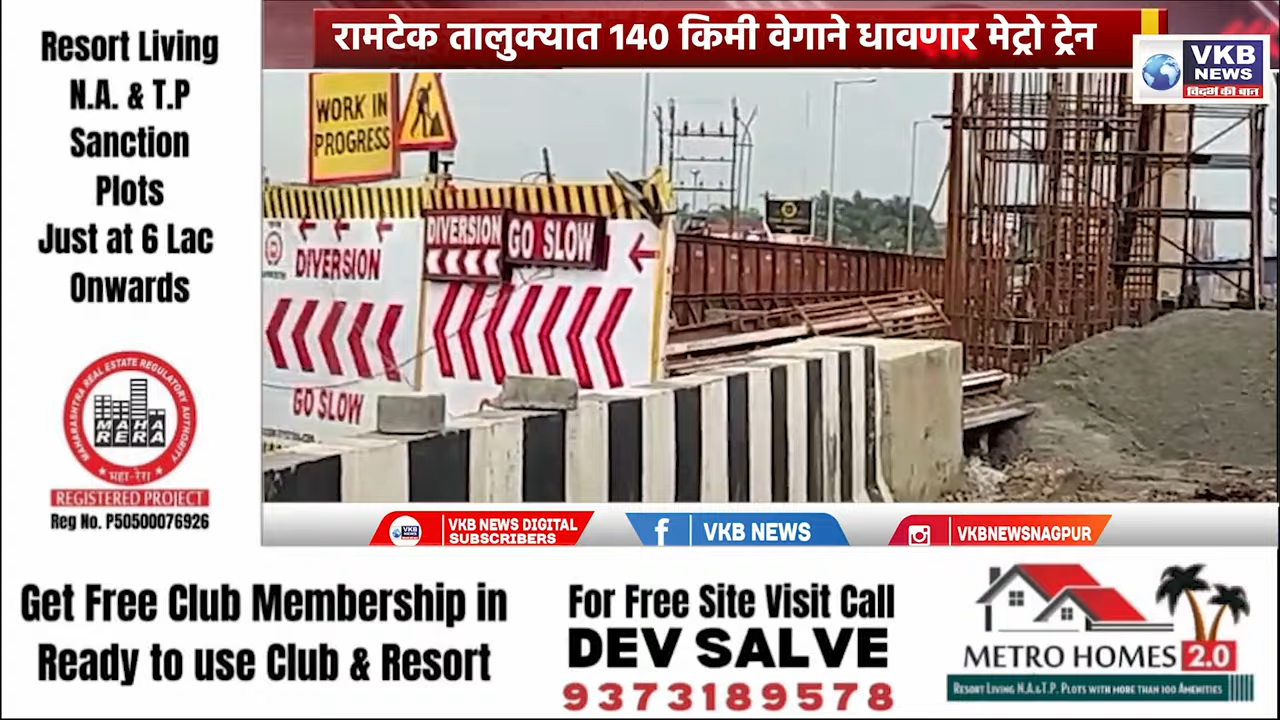 Resort Living
N.A. & T.P
Sanction
Plots
Just at 6 Lac
Onwards
MAHARASHTRA REAL ESTATE REGULATORY AUTHORITY
MAHA
RERA
महा-रेरा
REGISTERED PROJECT
Reg No. P50500076926
रामटेक तालुक्यात 140 किमी वेगाने धावणार मेट्रो ट्रेन
VKB
NEWS
विदर्भ की बात
WORK IN
PROGRESS
DIVERSION
DIVERSION
GO SLOW
GO SLOW
VKB
NEWS
VKB NEWS DIGITAL
SUBSCRIBERS
VKB NEWS
VKBNEWSNAGPUR
Get Free Club Membership in
Ready to use Club & Resort
For Free Site Visit Call
DEV SALVE
9373189578
METRO HOMES 2.0
RESORT LIVING N.A.&T.P. PLOTS WITH MORE THAN 100 AMENITIES